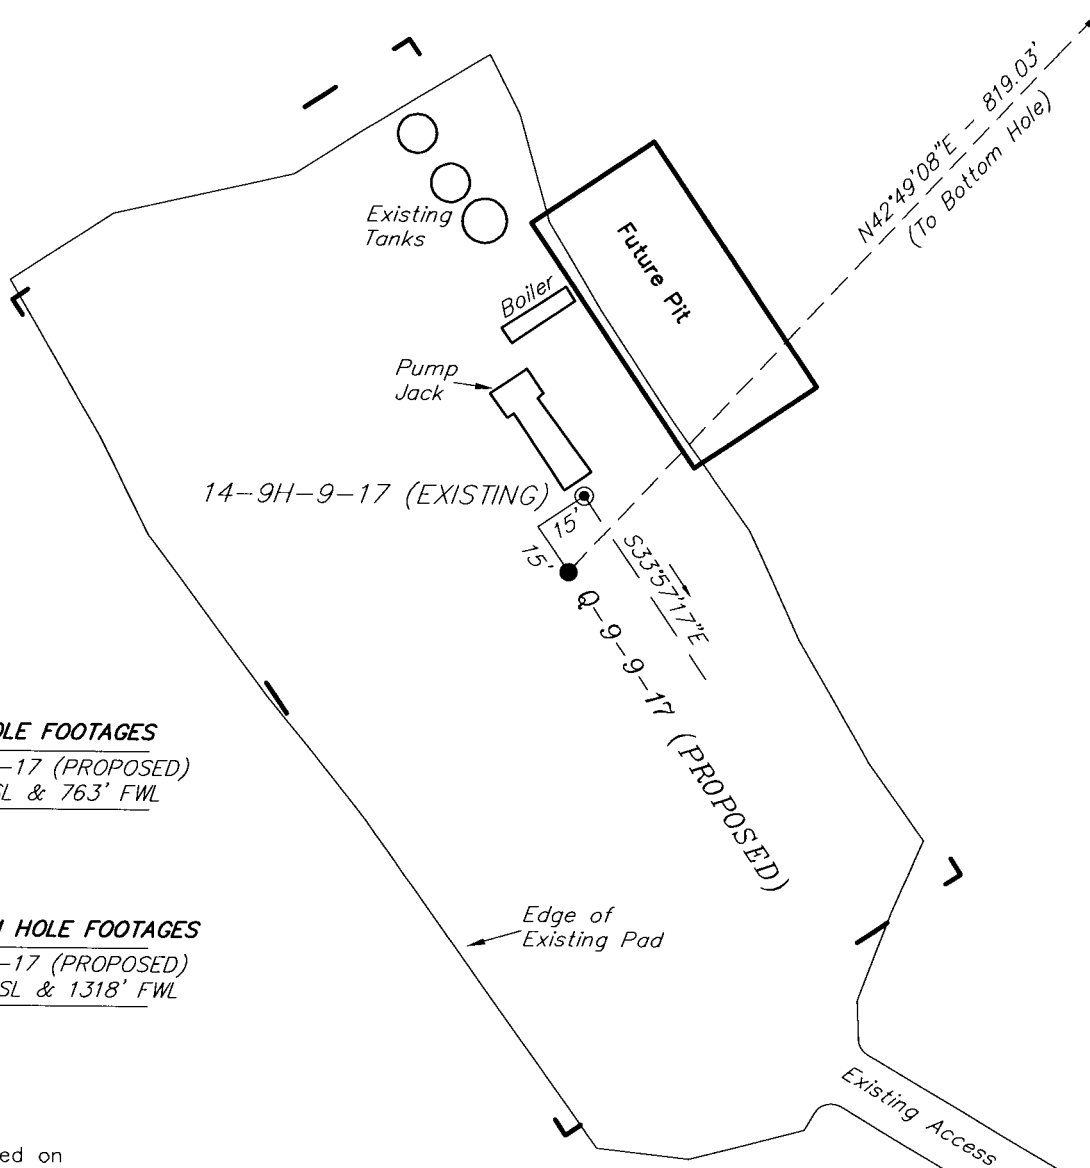 N42°49'08"E - 819.03'
(To Bottom Hole)
Existing
Tanks
Future Pit
Boiler
Pump
Jack
14-9H-9-17 (EXISTING)
15'
15'
S33°57'17"E
Q-9-9-17 (PROPOSED)
OLE FOOTAGES
-17 (PROPOSED)
SL & 763' FWL
HOLE FOOTAGES
-17 (PROPOSED)
SL & 1318' FWL
Edge of
Existing Pad
Existing Access
ed on